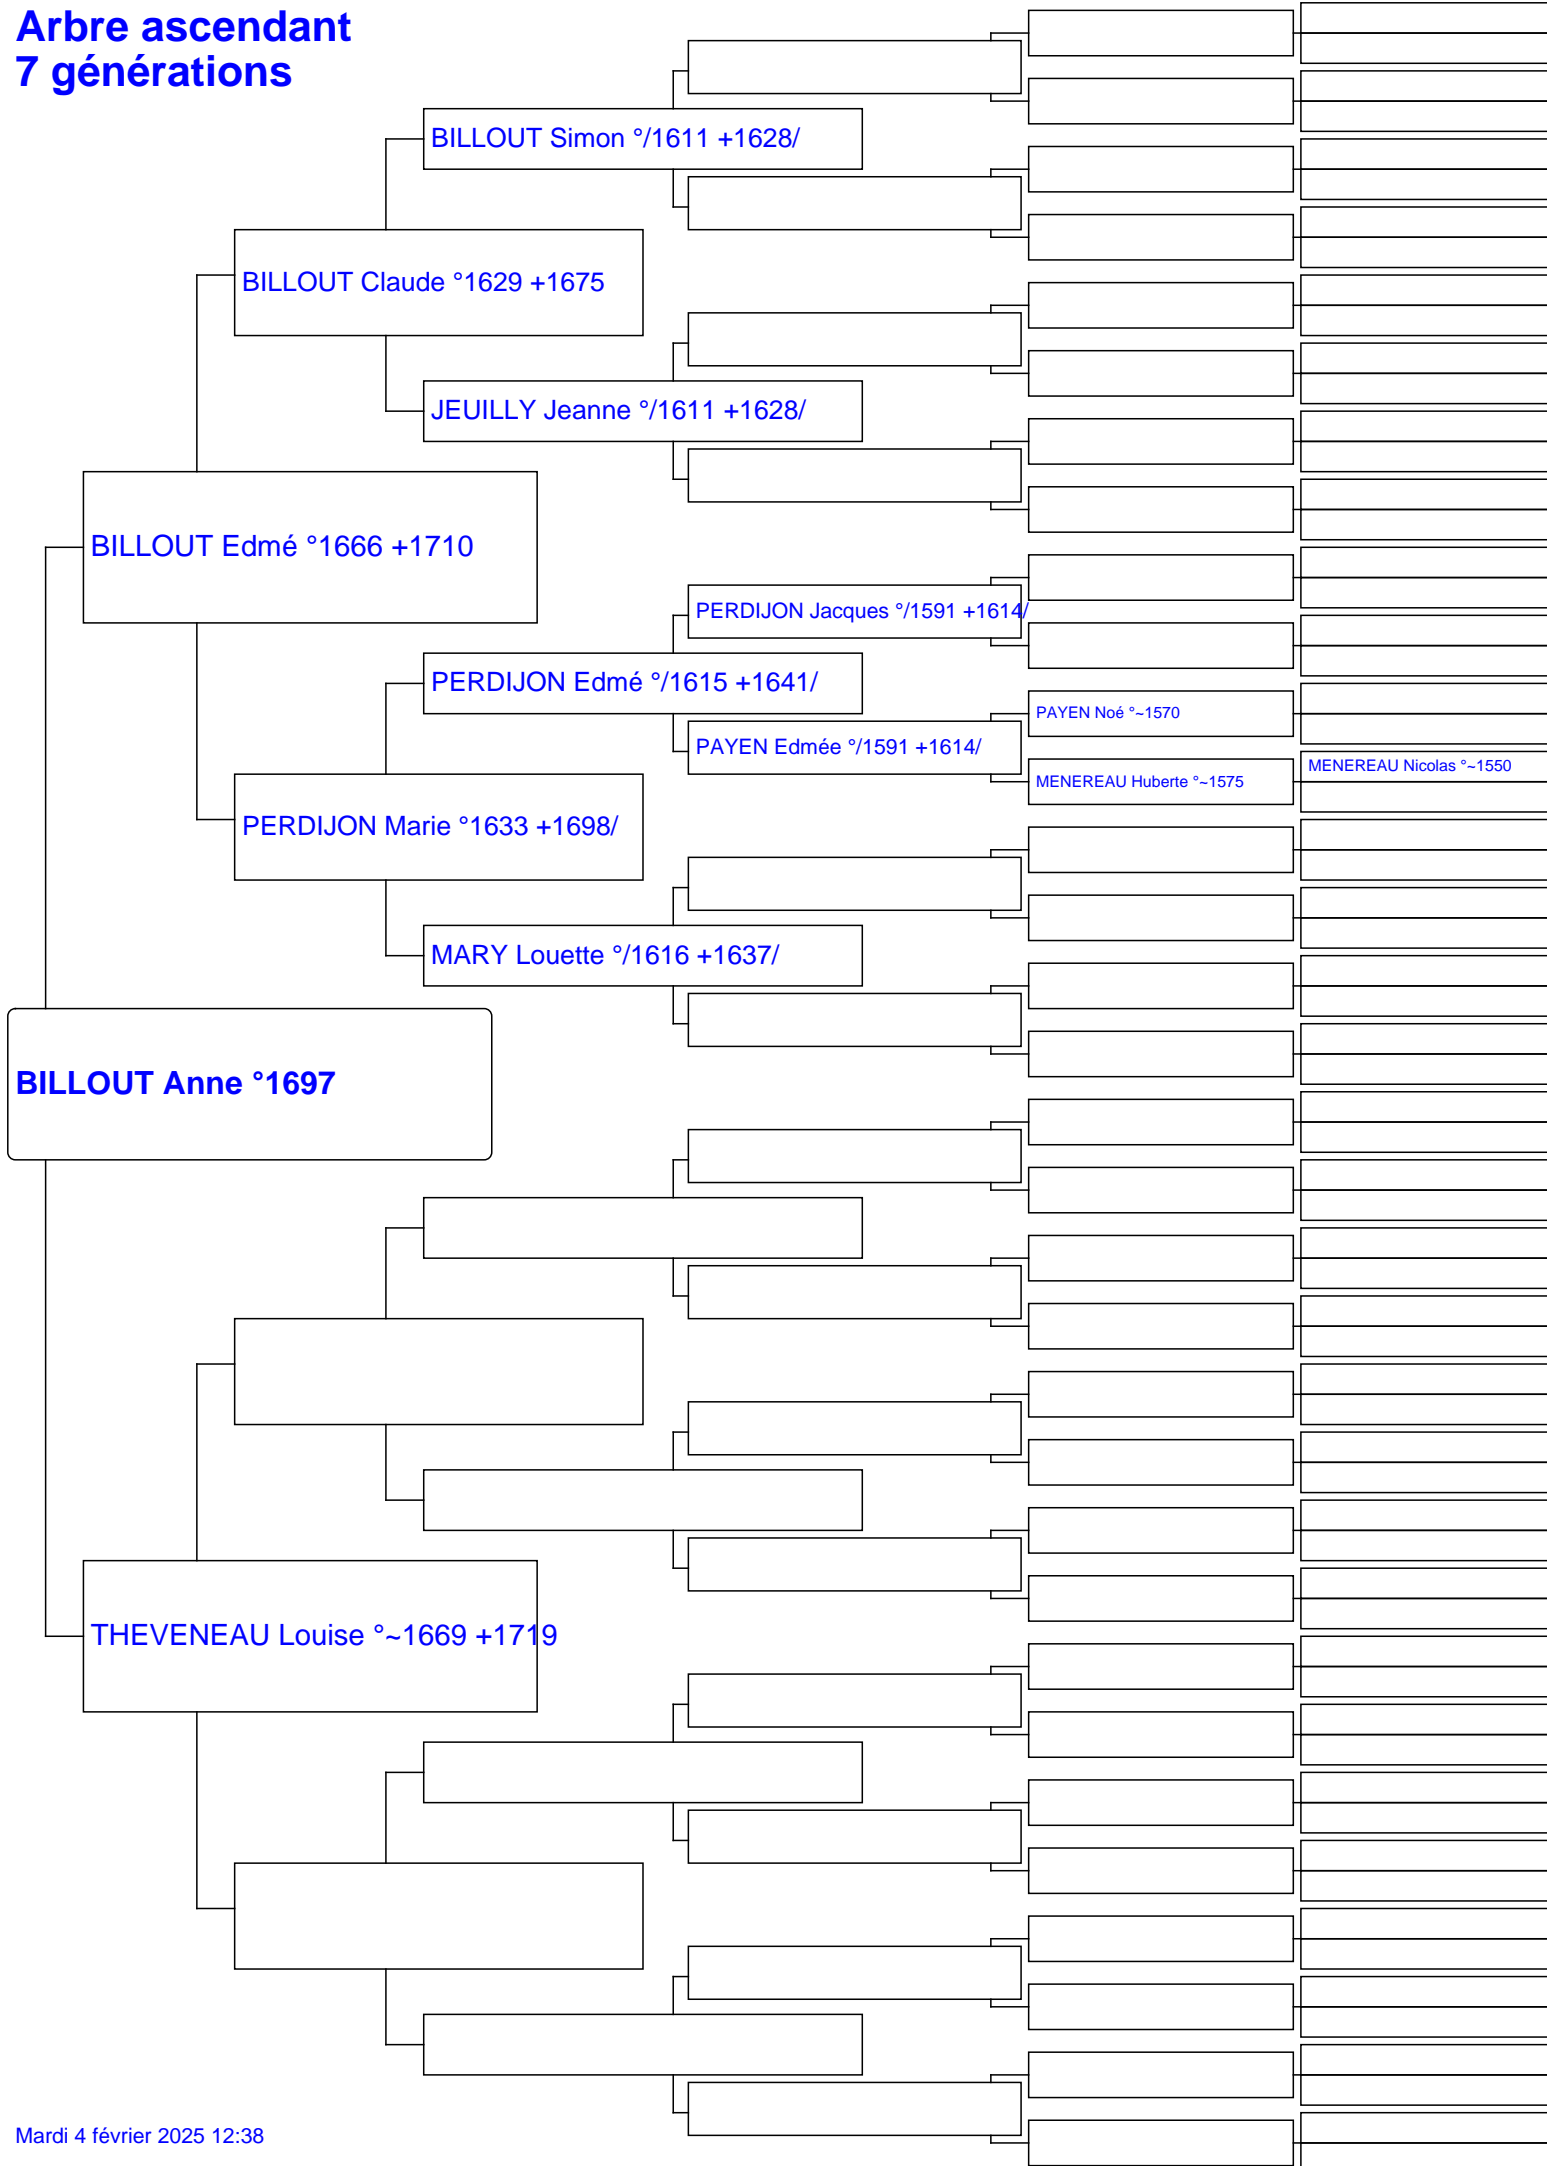 Arbre ascendant
7 générations
BILLOUT Simon °/1611 +1628/
BILLOUT Claude °1629 +1675
JEUILLY Jeanne °/1611 +1628/
BILLOUT Edmé °1666 +1710
PERDIJON Jacques °/1591 +1614/
PERDIJON Edmé °/1615 +1641/
PAYEN Noé °~1570
PAYEN Edmée °/1591 +1614/
MENEREAU Nicolas °~1550
MENEREAU Huberte °~1575
PERDIJON Marie °1633 +1698/
MARY Louette °/1616 +1637/
BILLOUT Anne °1697
THEVENEAU Louise °~1669 +1719
Mardi 4 février 2025 12:38